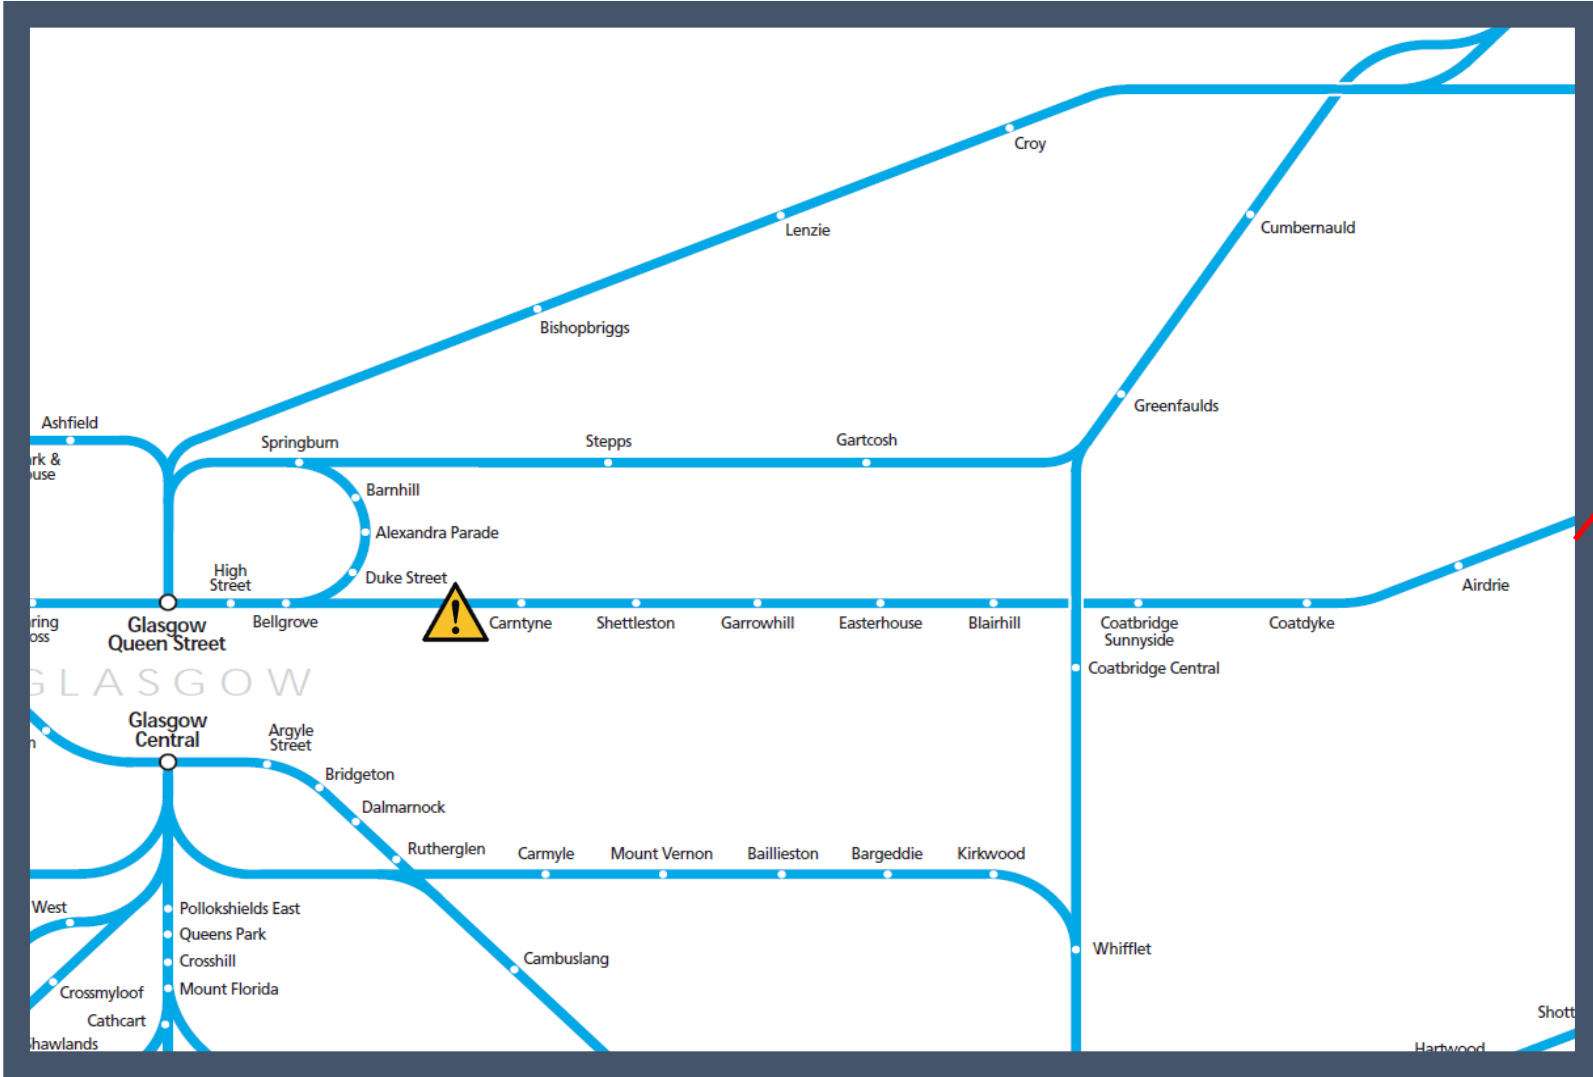 Croy
Lenzie
Cumbernauld
Bishopbriggs
Greenfaulds
Ashfield
Springburn
Stepps
Gartcosh
Barnhill
Alexandra Parade
High
Street
Duke Street
Airdrie
Glasgow
Queen Street
Bellgrove
!
Carntyne
Shettleston
Garrowhill
Easterhouse
Blairhill
Coatbridge
Sunnyside
Coatdyke
Coatbridge Central
GLASGOW
Glasgow
Central
Argyle
Street
Bridgeton
Dalmarnock
Rutherglen
Carmyle
Mount Vernon
Baillieston
Bargeddie
Kirkwood
West
Pollokshields East
Queens Park
Crosshill
Mount Florida
Cambuslang
Whifflet
Crossmyloof
Cathcart
Shawlands
Shott
Hartwood